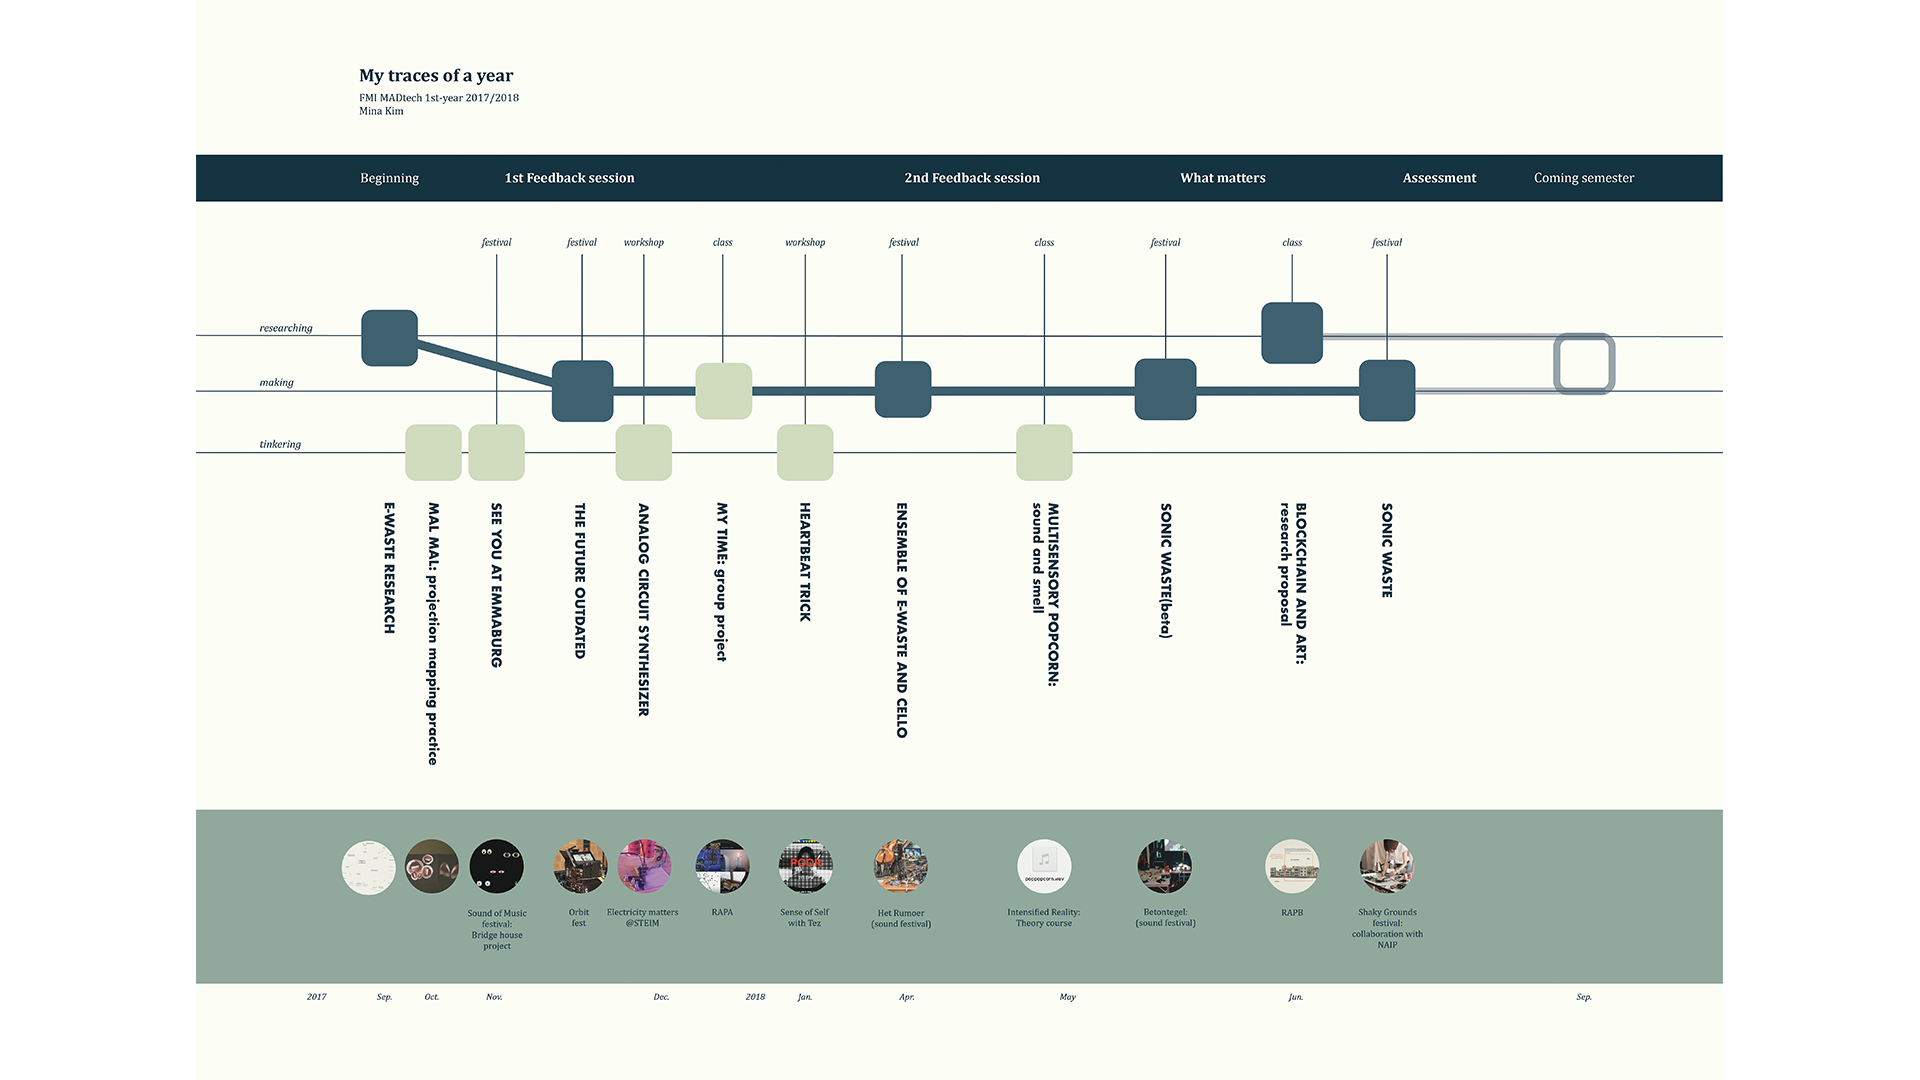 My traces of a year
FMI MADtech 1st-year 2017/2018
Mina Kim
Beginning
1st Feedback session
2nd Feedback session
What matters
Assessment
Coming semester
festival
festival
workshop
class
workshop
festival
class
festival
class
festival
researching
making
tinkering
E-WASTE RESEARCH
MAL MAL: projection mapping practice
SEE YOU AT EMMABURG
THE FUTURE OUTDATED
ANALOG CIRCUIT SYNTHESIZER
MY TIME: group project
HEARTBEAT TRICK
ENSEMBLE OF E-WASTE AND CELLO
MULTISENSORY POPCORN:
sound and smell
SONIC WASTE(beta)
BLOCKCHAIN AND ART:
research proposal
SONIC WASTE
POOR
popopopcorn.wav
Sound of Music
festival:
Bridge house
project
Orbit
fest
Electricity matters
@STEIM
RAPA
Sense of Self
with Tez
Het Rumoer
(sound festival)
Intensified Reality:
Theory course
Betontegel:
(sound festival)
RAPB
Shaky Grounds
festival:
collaboration with
NAIP
2017
Sep.
Oct.
Nov.
Dec.
2018
Jan.
Apr.
May
Jun.
Sep.